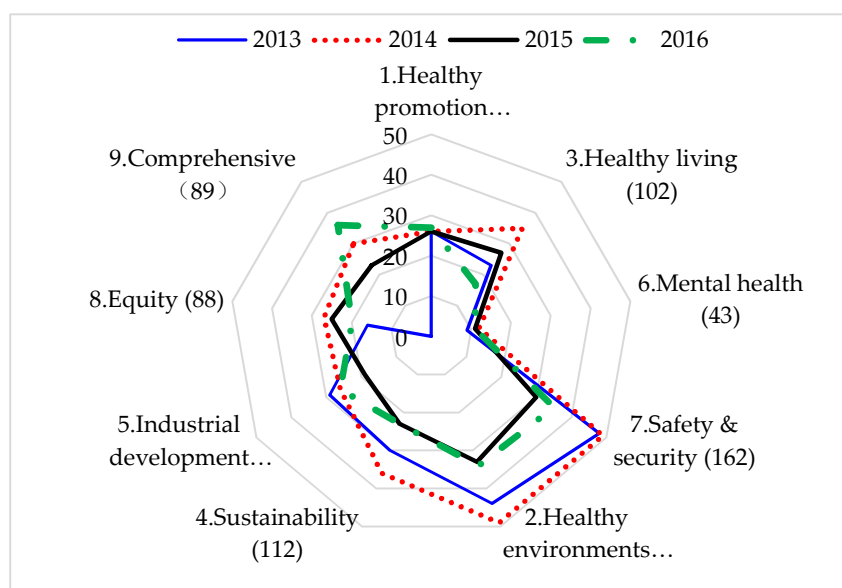 2013 2014 2015 2016
1.Healthy
promotion…
50
40
30
20
10
0
3.Healthy living
(102)
6.Mental health
(43)
7.Safety &
security (162)
2.Healthy
environments…
4.Sustainability
(112)
5.Industrial
development…
8.Equity (88)
9.Comprehensive
（89）